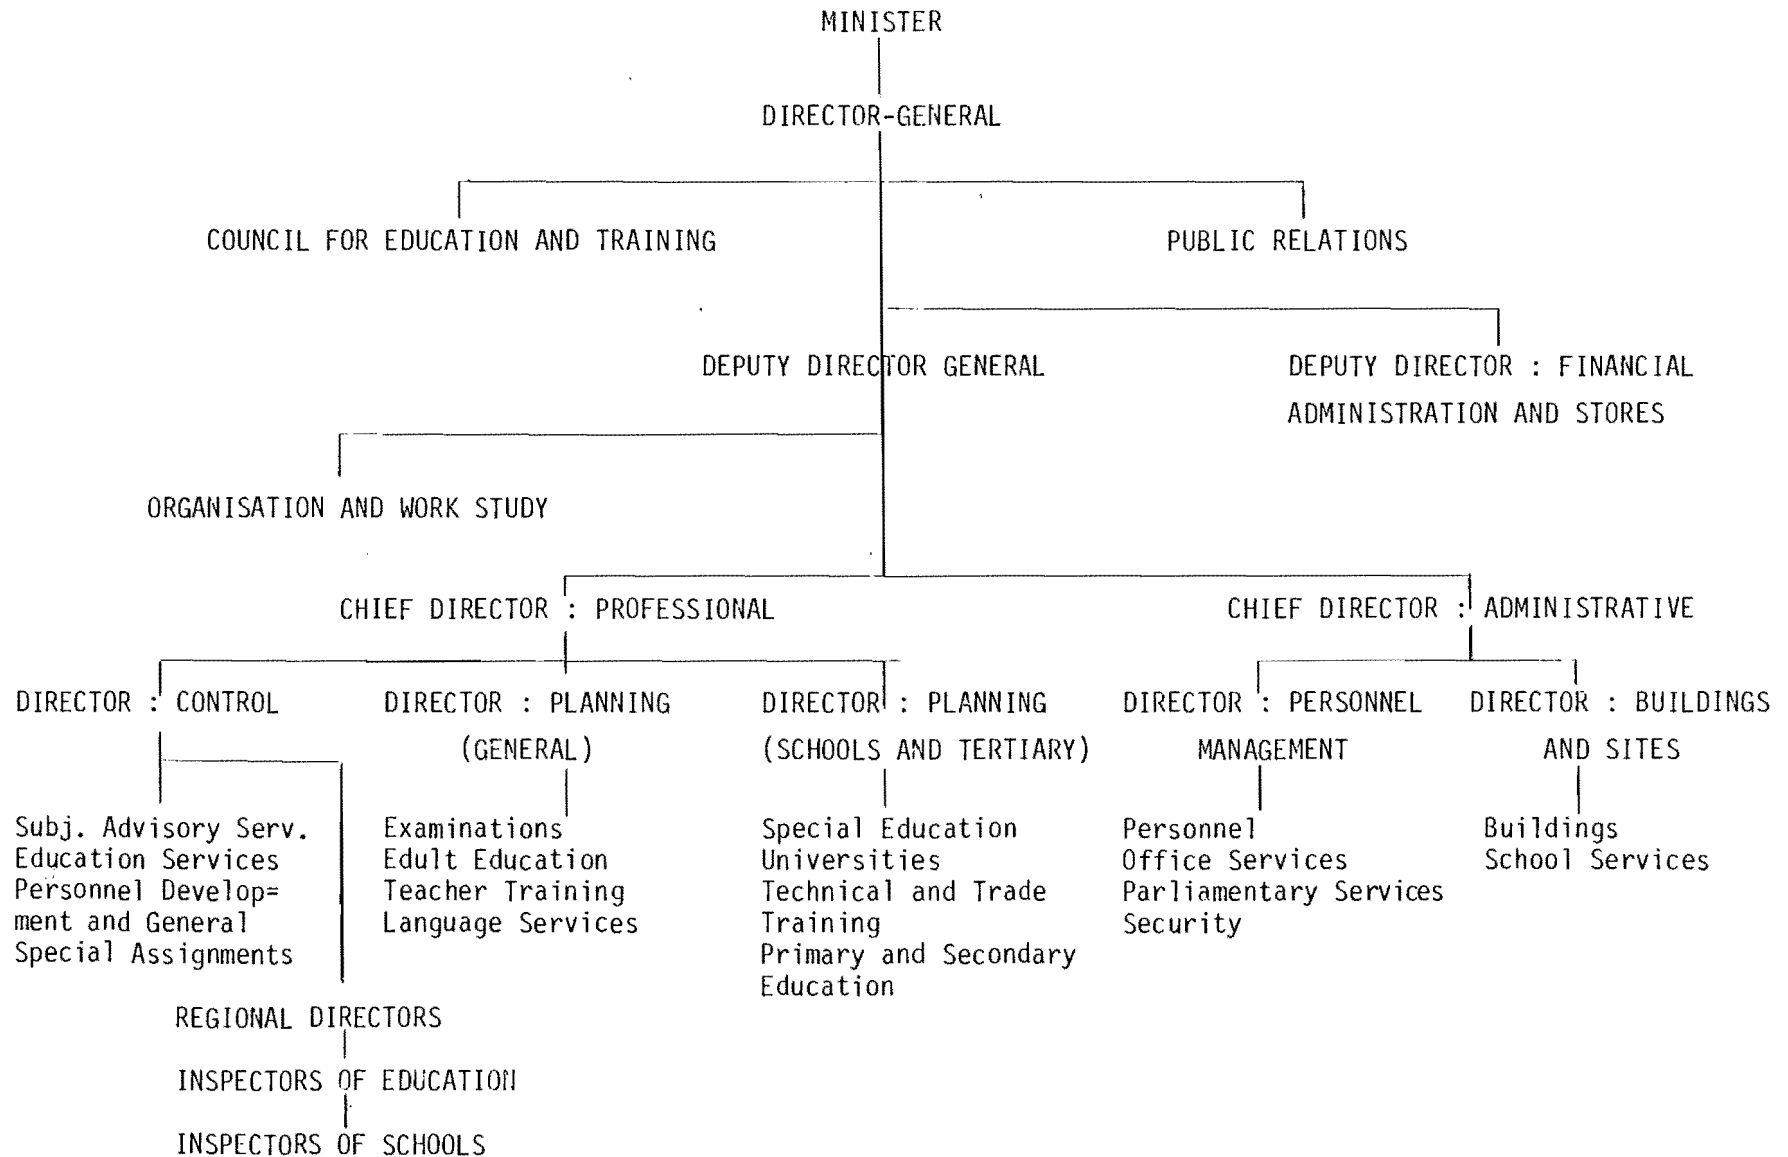 MINISTER
DIRECTOR-GENERAL
COUNCIL FOR EDUCATION AND TRAINING
PUBLIC RELATIONS
DEPUTY DIRECTOR GENERAL
DEPUTY DIRECTOR : FINANCIAL
ADMINISTRATION AND STORES
ORGANISATION AND WORK STUDY
CHIEF DIRECTOR : PROFESSIONAL
CHIEF DIRECTOR : ADMINISTRATIVE
DIRECTOR : CONTROL
DIRECTOR : PLANNING
(GENERAL)
DIRECTOR : PLANNING
(SCHOOLS AND TERTIARY)
DIRECTOR : PERSONNEL
MANAGEMENT
DIRECTOR : BUILDINGS
AND SITES
Subj. Advisory Serv.
Education Services
Personnel Develop=
ment and General
Special Assignments
Examinations
Edult Education
Teacher Training
Language Services
Special Education
Universities
Technical and Trade
Training
Primary and Secondary
Education
Personnel
Office Services
Parliamentary Services
Security
Buildings
School Services
REGIONAL DIRECTORS
INSPECTORS OF EDUCATION
INSPECTORS OF SCHOOLS